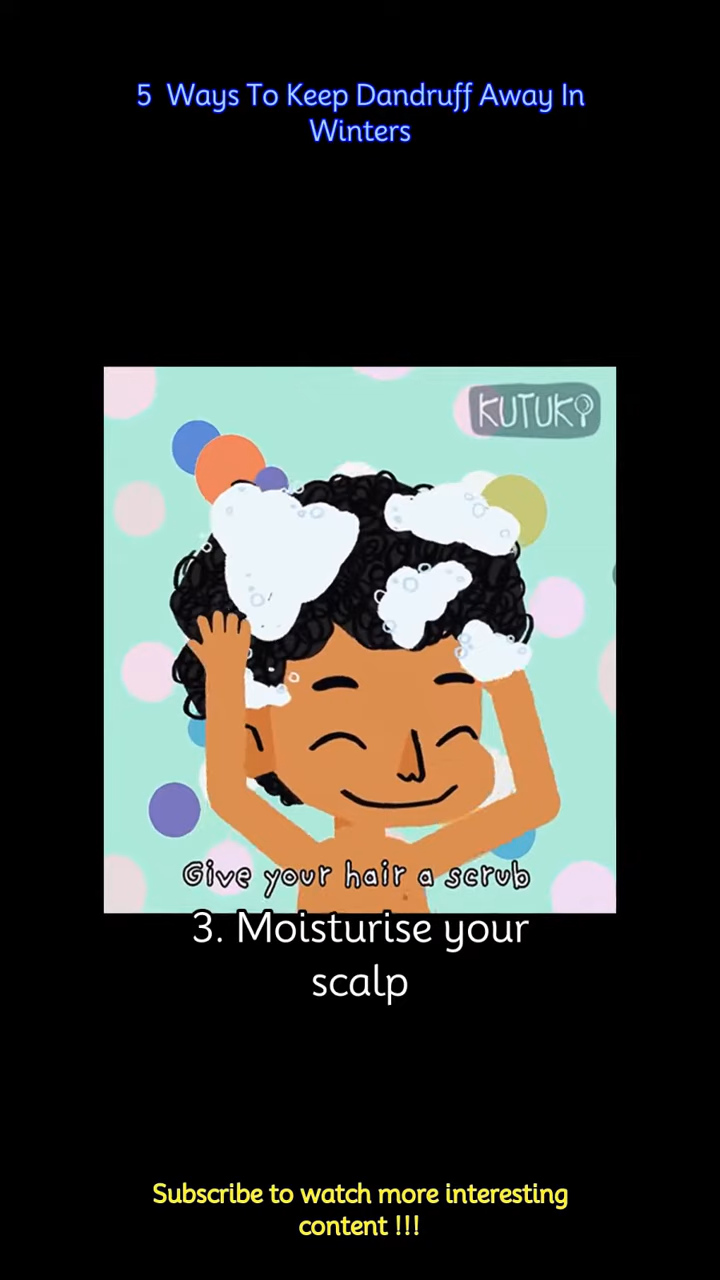 5 Ways To Keep Dandruff Away In
Winters
KUTUKI
Give your hair a scrub
3. Moisturise your
scalp
Subscribe to watch more interesting
content !!!